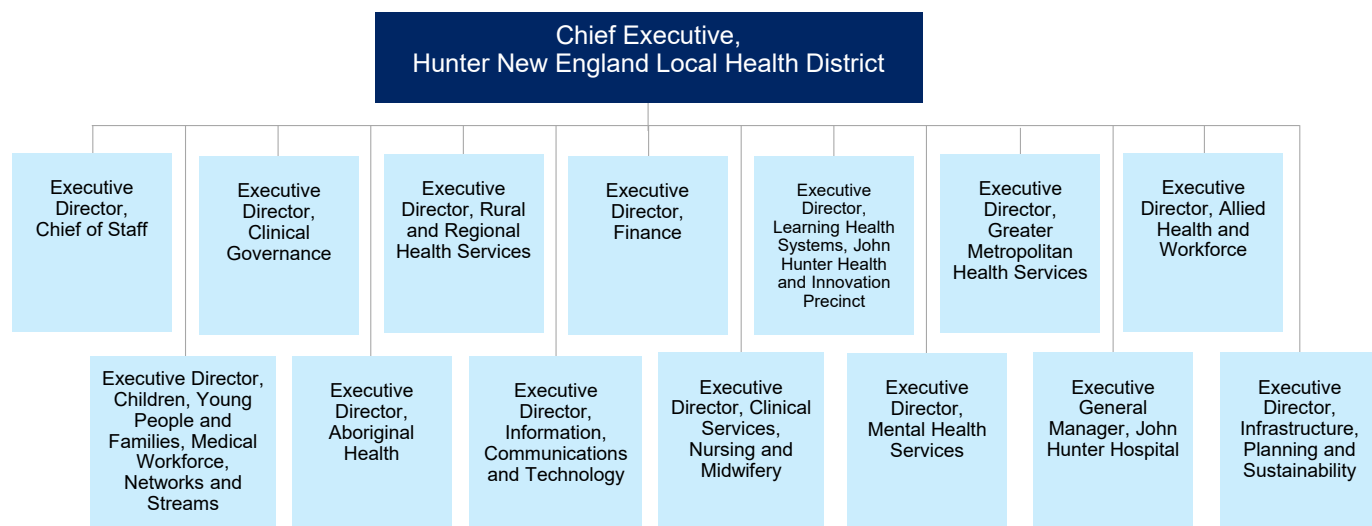 Chief Executive,
Hunter New England Local Health District
Executive
Director,
Chief of Staff
Executive
Director,
Clinical
Governance
Executive
Director, Rural
and Regional
Health Services
Executive
Director,
Finance
Executive
Director,
Learning Health
Systems, John
Hunter Health
and Innovation
Precinct
Executive
Director,
Greater
Metropolitan
Health Services
Executive
Director, Allied
Health and
Workforce
Executive Director,
Children, Young
People and
Families, Medical
Workforce,
Networks and
Streams
Executive
Director,
Aboriginal
Health
Executive
Director,
Information,
Communications
and Technology
Executive
Director, Clinical
Services,
Nursing and
Midwifery
Executive
Director,
Mental Health
Services
Executive
General
Manager, John
Hunter Hospital
Executive
Director,
Infrastructure,
Planning and
Sustainability